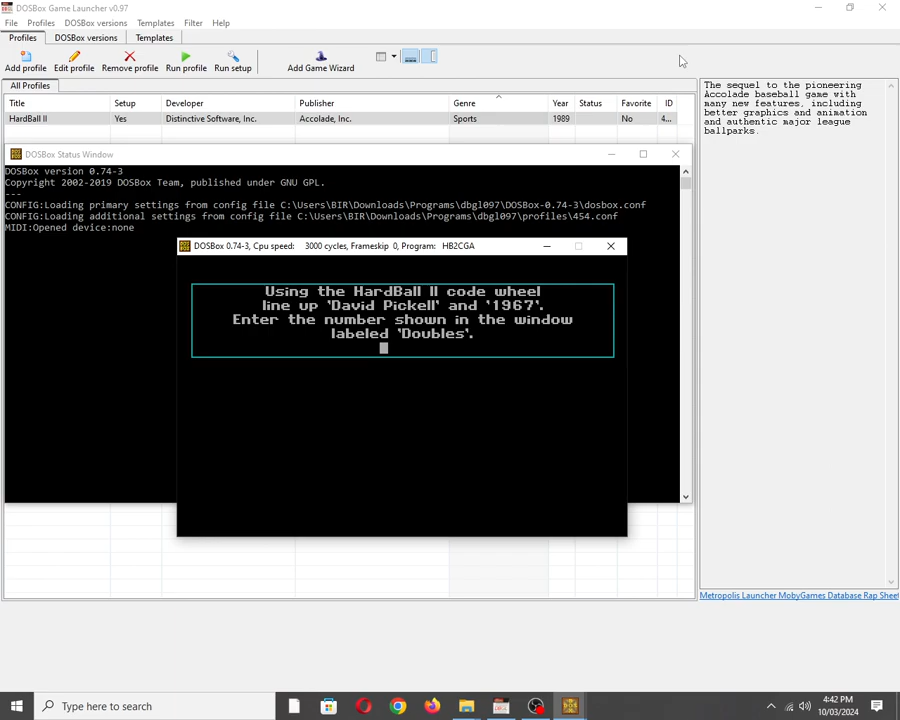 DOSBox Game Launcher v0.97
File Profiles DOSBox versions Templates Filter Help
Profiles DOSBox versions Templates
Add profile Edit profile Remove profile Run profile Run setup Add Game Wizard
All Profiles
Title Setup Developer Publisher Genre Year Status Favorite ID
HardBall II Yes Distinctive Software, Inc. Accolade, Inc. Sports 1989 No 4...
The sequel to the pioneering
Accolade baseball game with
many new features, including
better graphics and animation
and authentic major league
ballparks.
DOSBox Status Window
DOSBox version 0.74-3
Copyright 2002-2019 DOSBox Team, published under GNU GPL.
---
CONFIG:Loading primary settings from config file C:\Users\BIR\Downloads\Programs\dbgl097\DOSBox-0.74-3\dosbox.conf
CONFIG:Loading additional settings from config file C:\Users\BIR\Downloads\Programs\dbgl097\profiles\454.conf
MIDI:Opened device:none
DOSBox 0.74-3, Cpu speed: 3000 cycles, Frameskip 0, Program: HB2CGA
Using the HardBall II code wheel
line up 'David Pickell' and '1967'.
Enter the number shown in the window
labeled 'Doubles'.
Metropolis Launcher MobyGames Database Rap Sheet
Type here to search
4:42 PM
10/03/2024